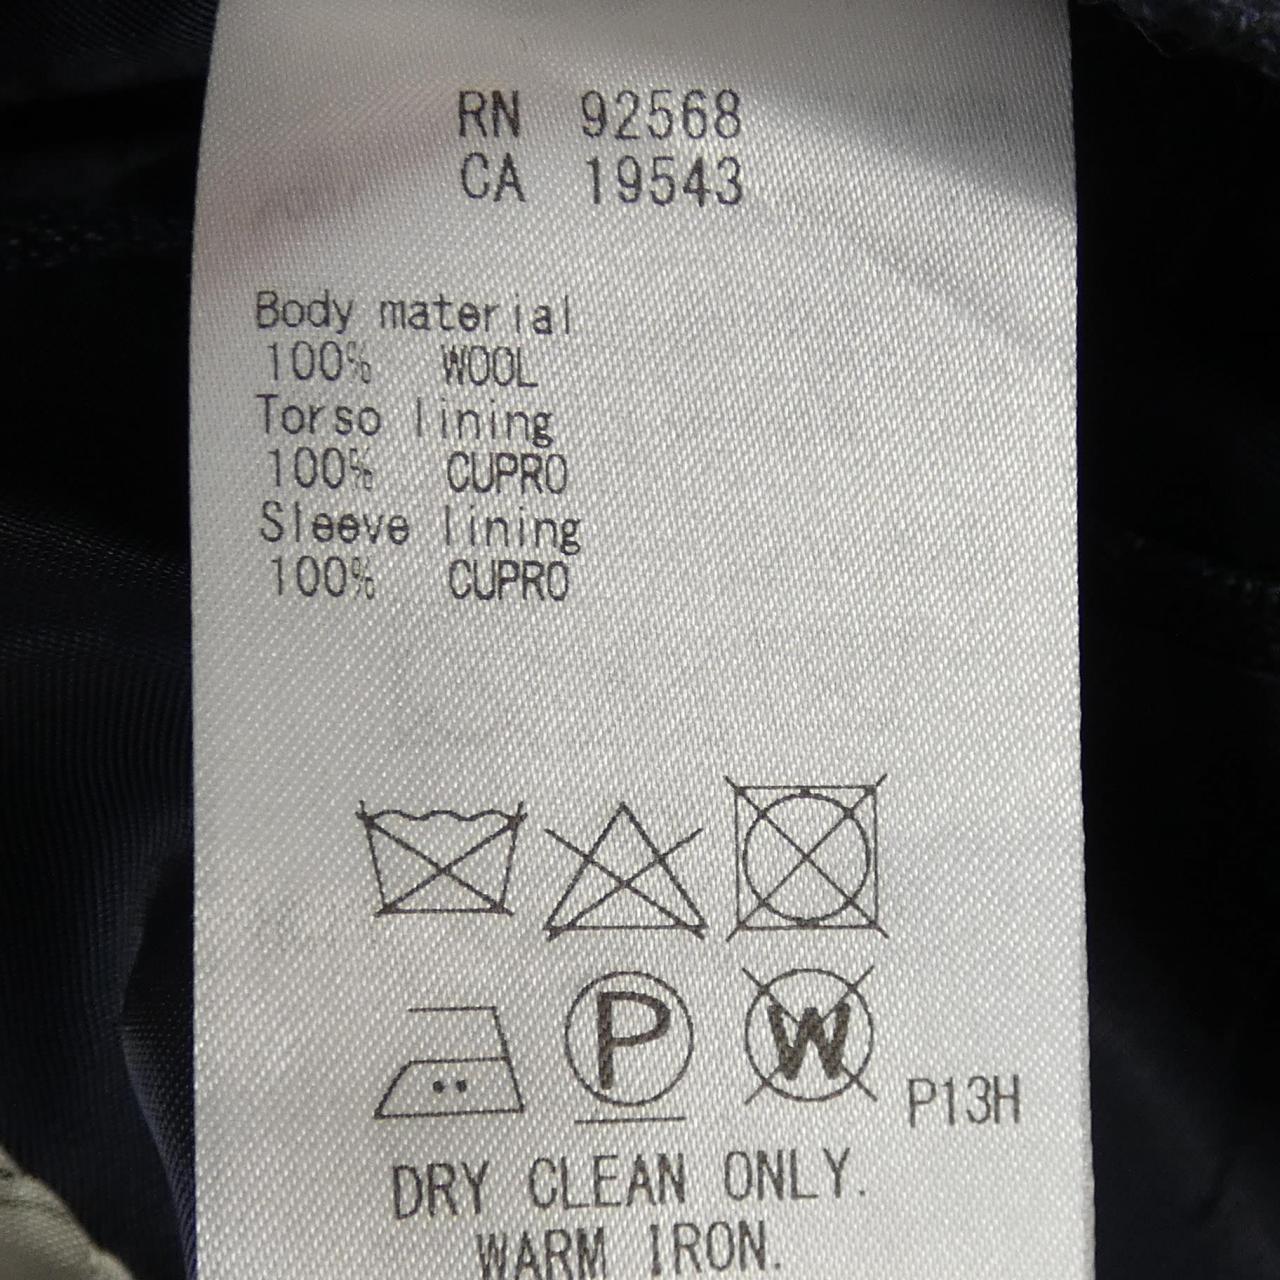 RN 92568
CA 19543
Body material
100% WOOL
Torso lining
100% CUPRO
Sleeve lining
100% CUPRO
P W P13H
DRY CLEAN ONLY.
WARM IRON.